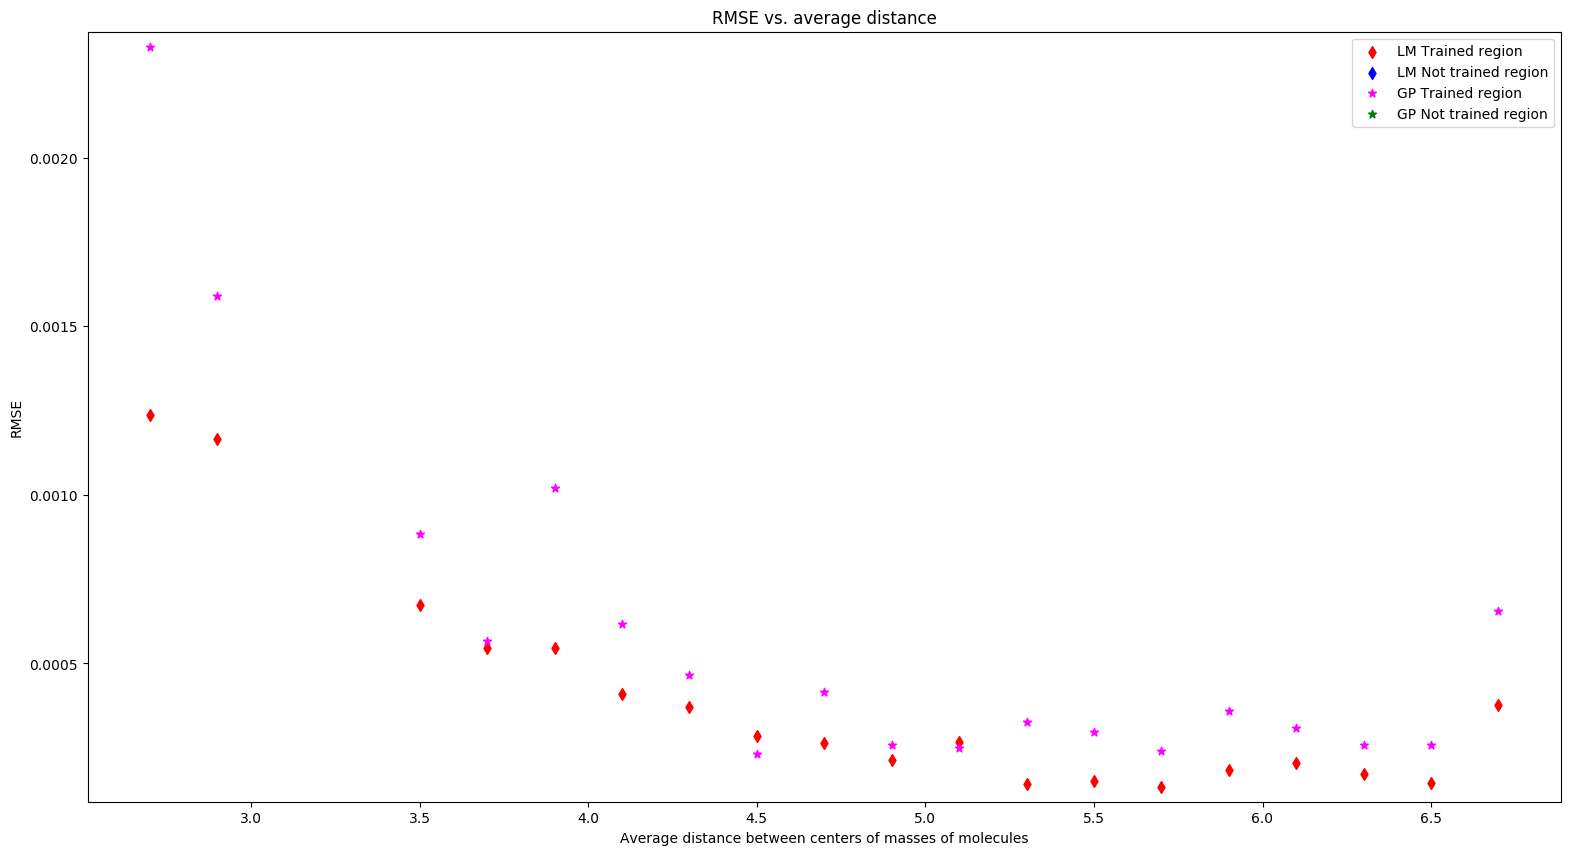 RMSE vs. average distance
LM Trained region
LM Not trained region
GP Trained region
GP Not trained region
0.0020
0.0015
0.0010
0.0005
RMSE
3.0 3.5 4.0 4.5 5.0 5.5 6.0 6.5
Average distance between centers of masses of molecules